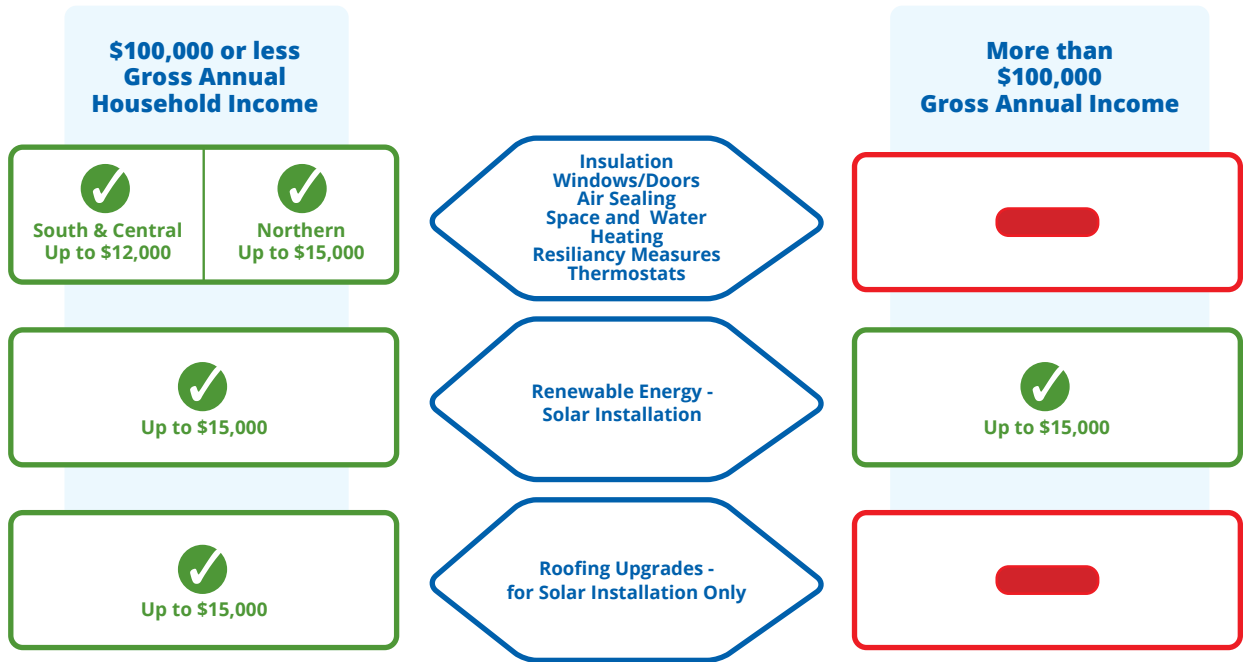 $100,000 or less
Gross Annual
Household Income
More than
$100,000
Gross Annual Income
South & Central
Up to $12,000
Northern
Up to $15,000
Insulation
Windows/Doors
Air Sealing
Space and  Water
Heating
Resiliancy Measures
Thermostats
Up to $15,000
Renewable Energy -
Solar Installation
Up to $15,000
Up to $15,000
Roofing Upgrades -
for Solar Installation Only